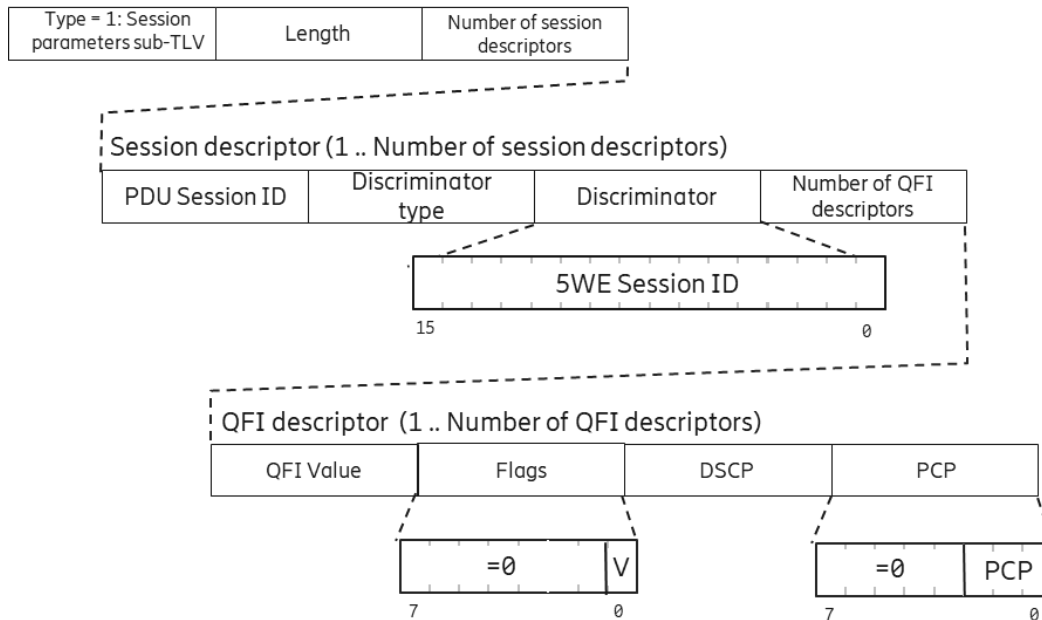 Type = 1: Session
parameters sub-TLV
Length
Number of session
descriptors
Session descriptor (1 .. Number of session descriptors)
PDU Session ID
Discriminator
type
Discriminator
Number of QFI
descriptors
5WE Session ID
15
0
QFI descriptor (1 .. Number of QFI descriptors)
QFI Value
Flags
DSCP
PCP
=0
V
=0
PCP
7
0
7
0